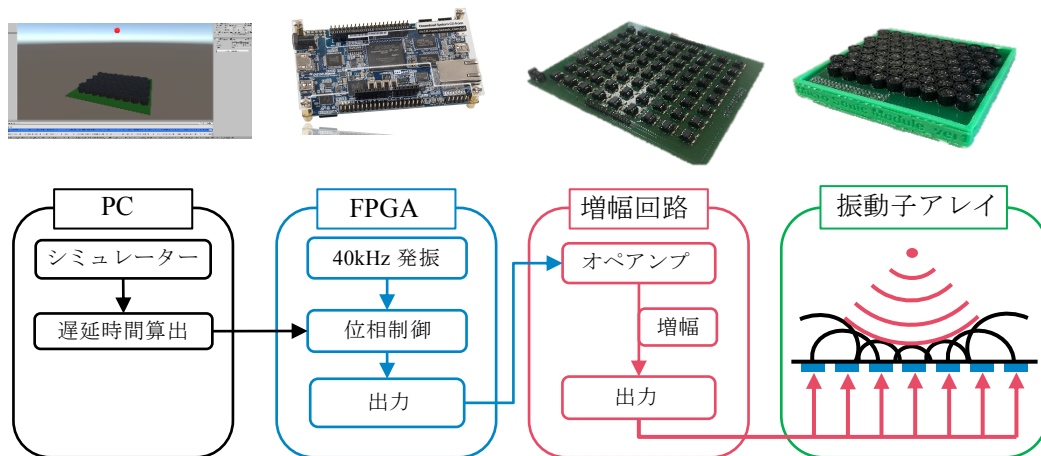 PC
シミュレーター
遅延時間算出
FPGA
40kHz 発振
位相制御
出力
増幅回路
オペアンプ
増幅
出力
振動子アレイ